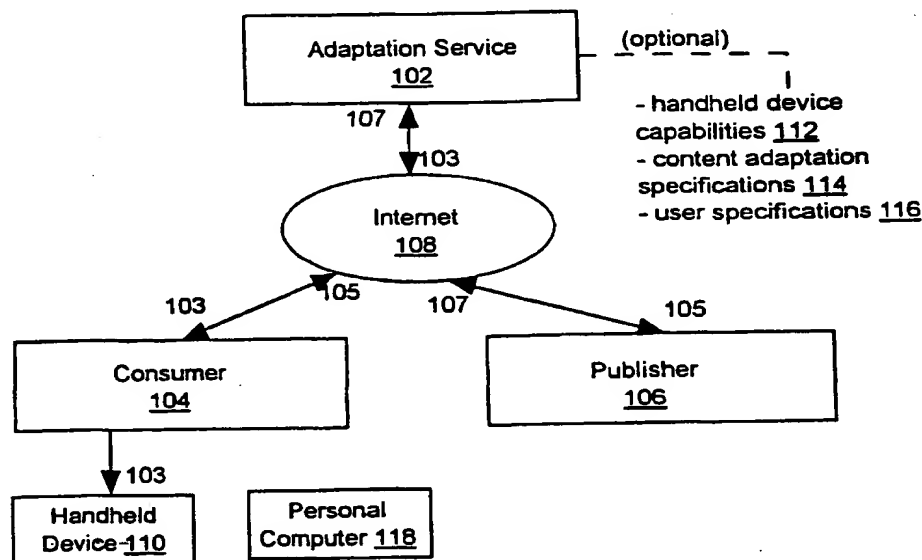 Adaptation Service
102
(optional)
- handheld device
capabilities 112
- content adaptation
specifications 114
- user specifications 116
107
103
Internet
108
103
105
107
105
Consumer
104
Publisher
106
103
Handheld
Device 110
Personal
Computer 118